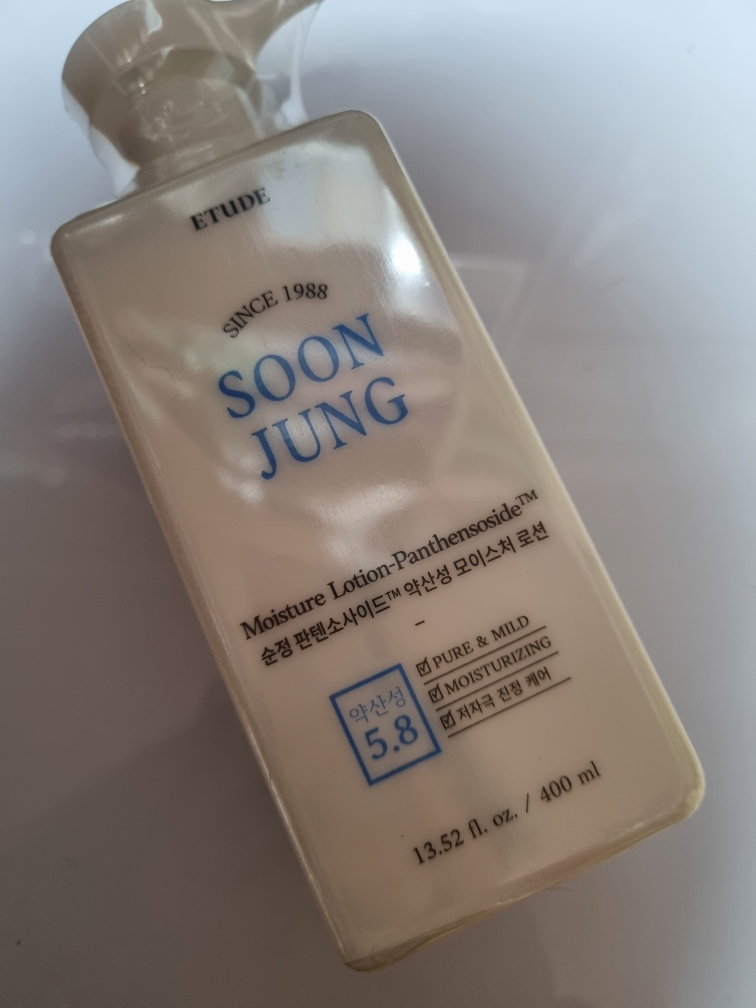 ETUDE
SINCE 1988
SOON
JUNG
Moisture Lotion-Panthensoside™
순정 판텐소사이드™ 약산성 모이스처 로션
–
약산성
5.8
☑ PURE & MILD
☑ MOISTURIZING
☑ 저자극 진정 케어
13.52 fl. oz. / 400 ml